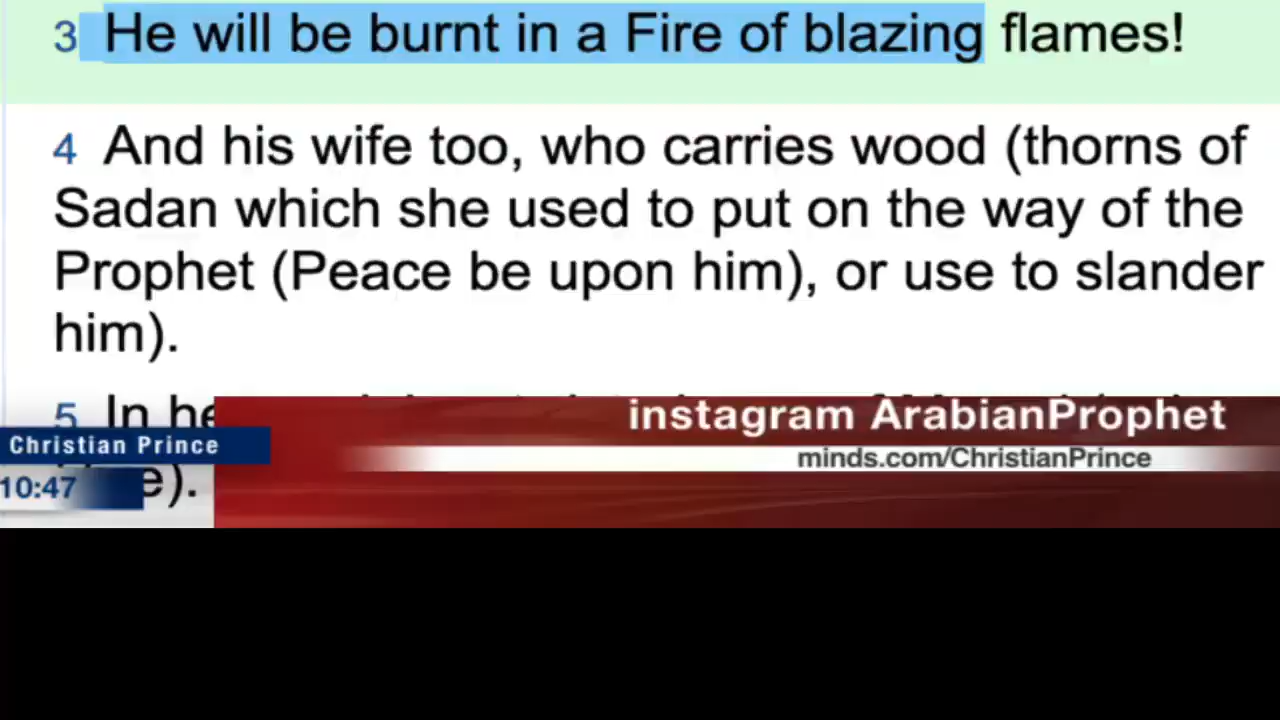 3 He will be burnt in a Fire of blazing flames!
4 And his wife too, who carries wood (thorns of
Sadan which she used to put on the way of the
Prophet (Peace be upon him), or use to slander
him).
5 In
instagram ArabianProphet
Christian Prince
minds.com/ChristianPrince
10:47
e).